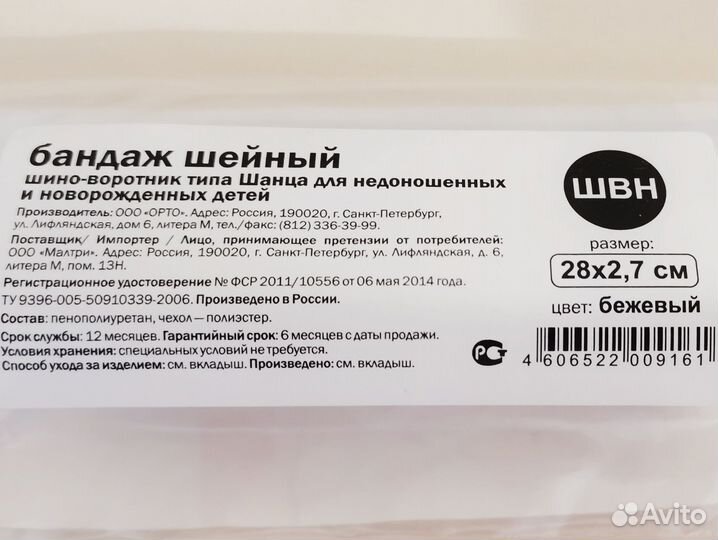 бандаж шейный
шино-воротник типа Шанца для недоношенных
и новорожденных детей
Производитель: ООО «ОРТО». Адрес: Россия, 190020, г. Санкт-Петербург,
ул. Лифляндская, дом 6, литера М, тел./факс: (812) 336-39-99.
Поставщик/ Импортер / Лицо, принимающее претензии от потребителей:
ООО «Малтри». Адрес: Россия, 190020, г. Санкт-Петербург, ул. Лифляндская, д. 6,
литера М, пом. 13Н.
Регистрационное удостоверение № ФСР 2011/10556 от 06 мая 2014 года.
ТУ 9396-005-50910339-2006. Произведено в России.
Состав: пенополиуретан, чехол — полиэстер.
Срок службы: 12 месяцев. Гарантийный срок: 6 месяцев с даты продажи.
Условия хранения: специальных условий не требуется.
Способ ухода за изделием: см. вкладыш. Произведено: см. вкладыш.
ШВН
размер:
28x2,7 см
цвет: бежевый
РСТ
4 606522 009161
Avito